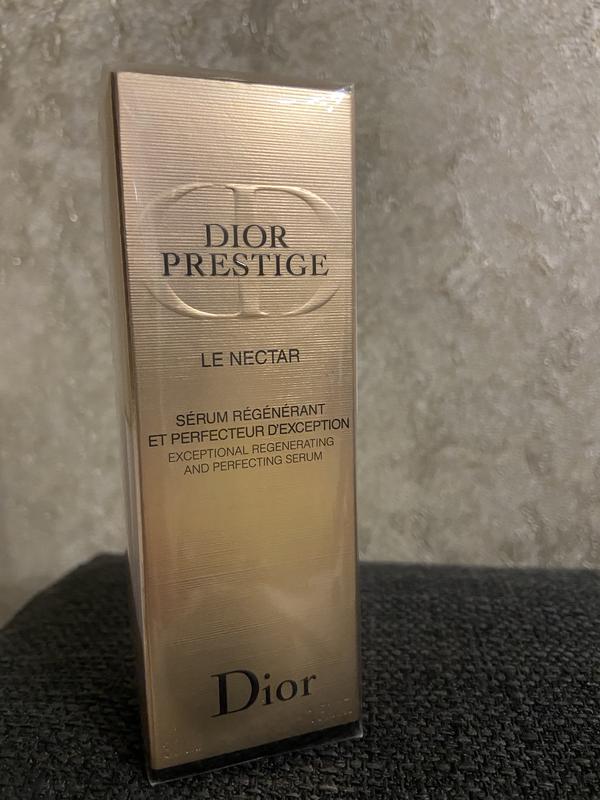 DIOR
PRESTIGE
LE NECTAR
SÉRUM RÉGÉNÉRANT
ET PERFECTEUR D'EXCEPTION
EXCEPTIONAL REGENERATING
AND PERFECTING SERUM
Dior